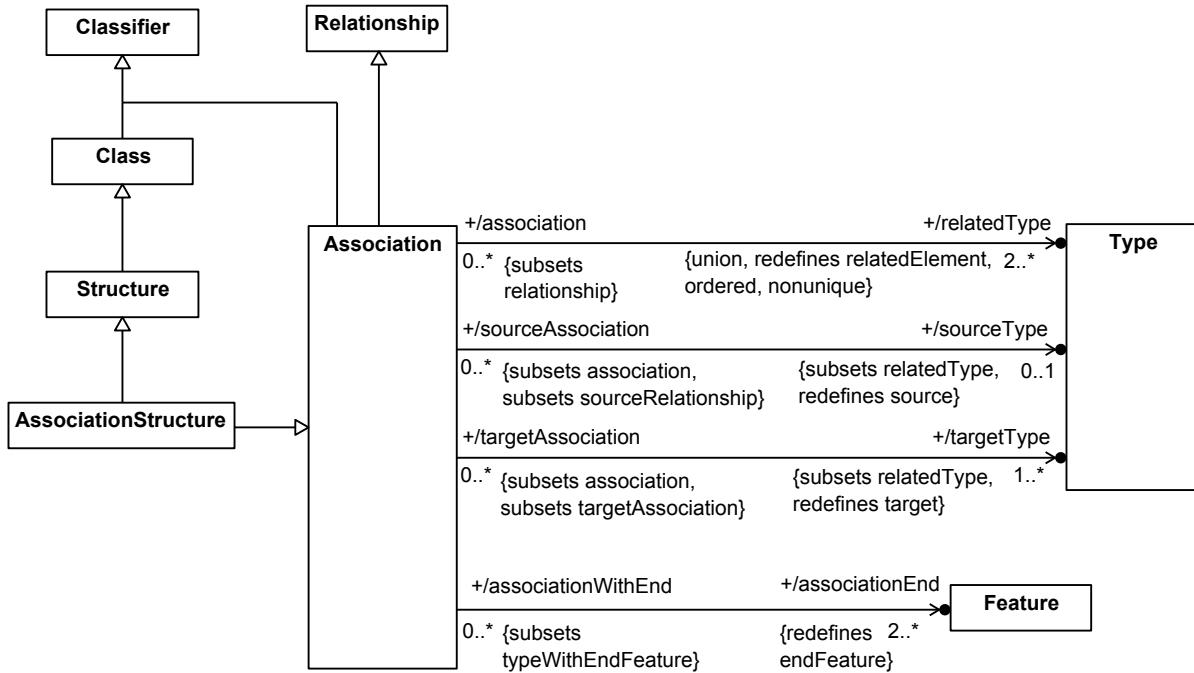 Classifier
Relationship
Class
Structure
AssociationStructure
Association
Type
+/association
+/relatedType
0..*
{subsets
relationship}
{union, redefines relatedElement,
ordered, nonunique}
2..*
+/sourceAssociation
+/sourceType
0..*
{subsets association,
subsets sourceRelationship}
{subsets relatedType,
redefines source}
0..1
+/targetAssociation
+/targetType
0..*
{subsets association,
subsets targetAssociation}
{subsets relatedType,
redefines target}
1..*
+/associationWithEnd
+/associationEnd
Feature
0..*
{subsets
typeWithEndFeature}
{redefines
endFeature}
2..*